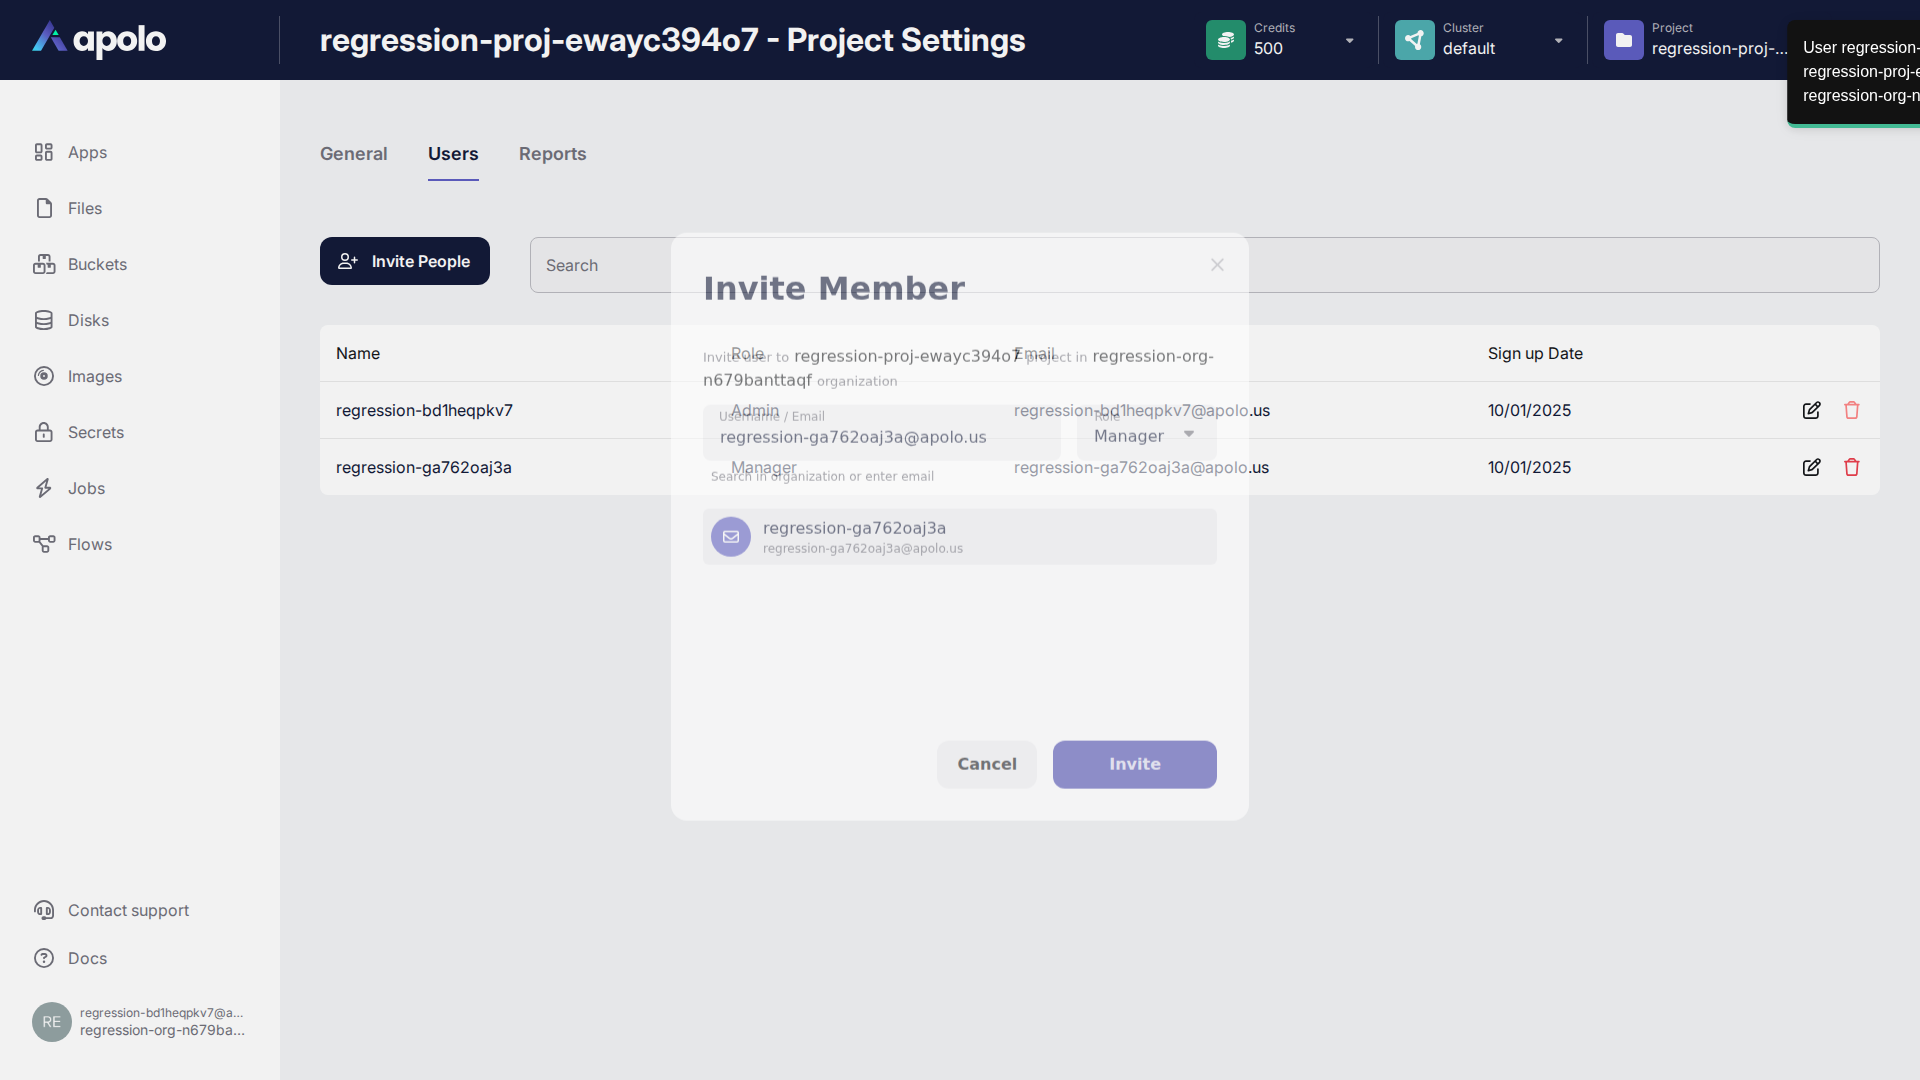 apolo
regression-proj-ewayc394o7 - Project Settings
Credits
500
Cluster
default
Project
regression-proj-...
User regression-
regression-proj-e
regression-org-n
Apps
Files
Buckets
Disks
Images
Secrets
Jobs
Flows
Contact support
Docs
RE
regression-bd1heqpkv7@a...
regression-org-n679ba...
General
Users
Reports
Invite People
Search
Name
Role
Email
Sign up Date
regression-bd1heqpkv7
Admin
regression-bd1heqpkv7@apolo.us
10/01/2025
regression-ga762oaj3a
Manager
regression-ga762oaj3a@apolo.us
10/01/2025
Invite Member
Invite user to regression-proj-ewayc394o7 project in regression-org-
n679banttaqf organization
Username / Email
regression-ga762oaj3a@apolo.us
Role
Manager
Search in organization or enter email
regression-ga762oaj3a
regression-ga762oaj3a@apolo.us
Cancel
Invite